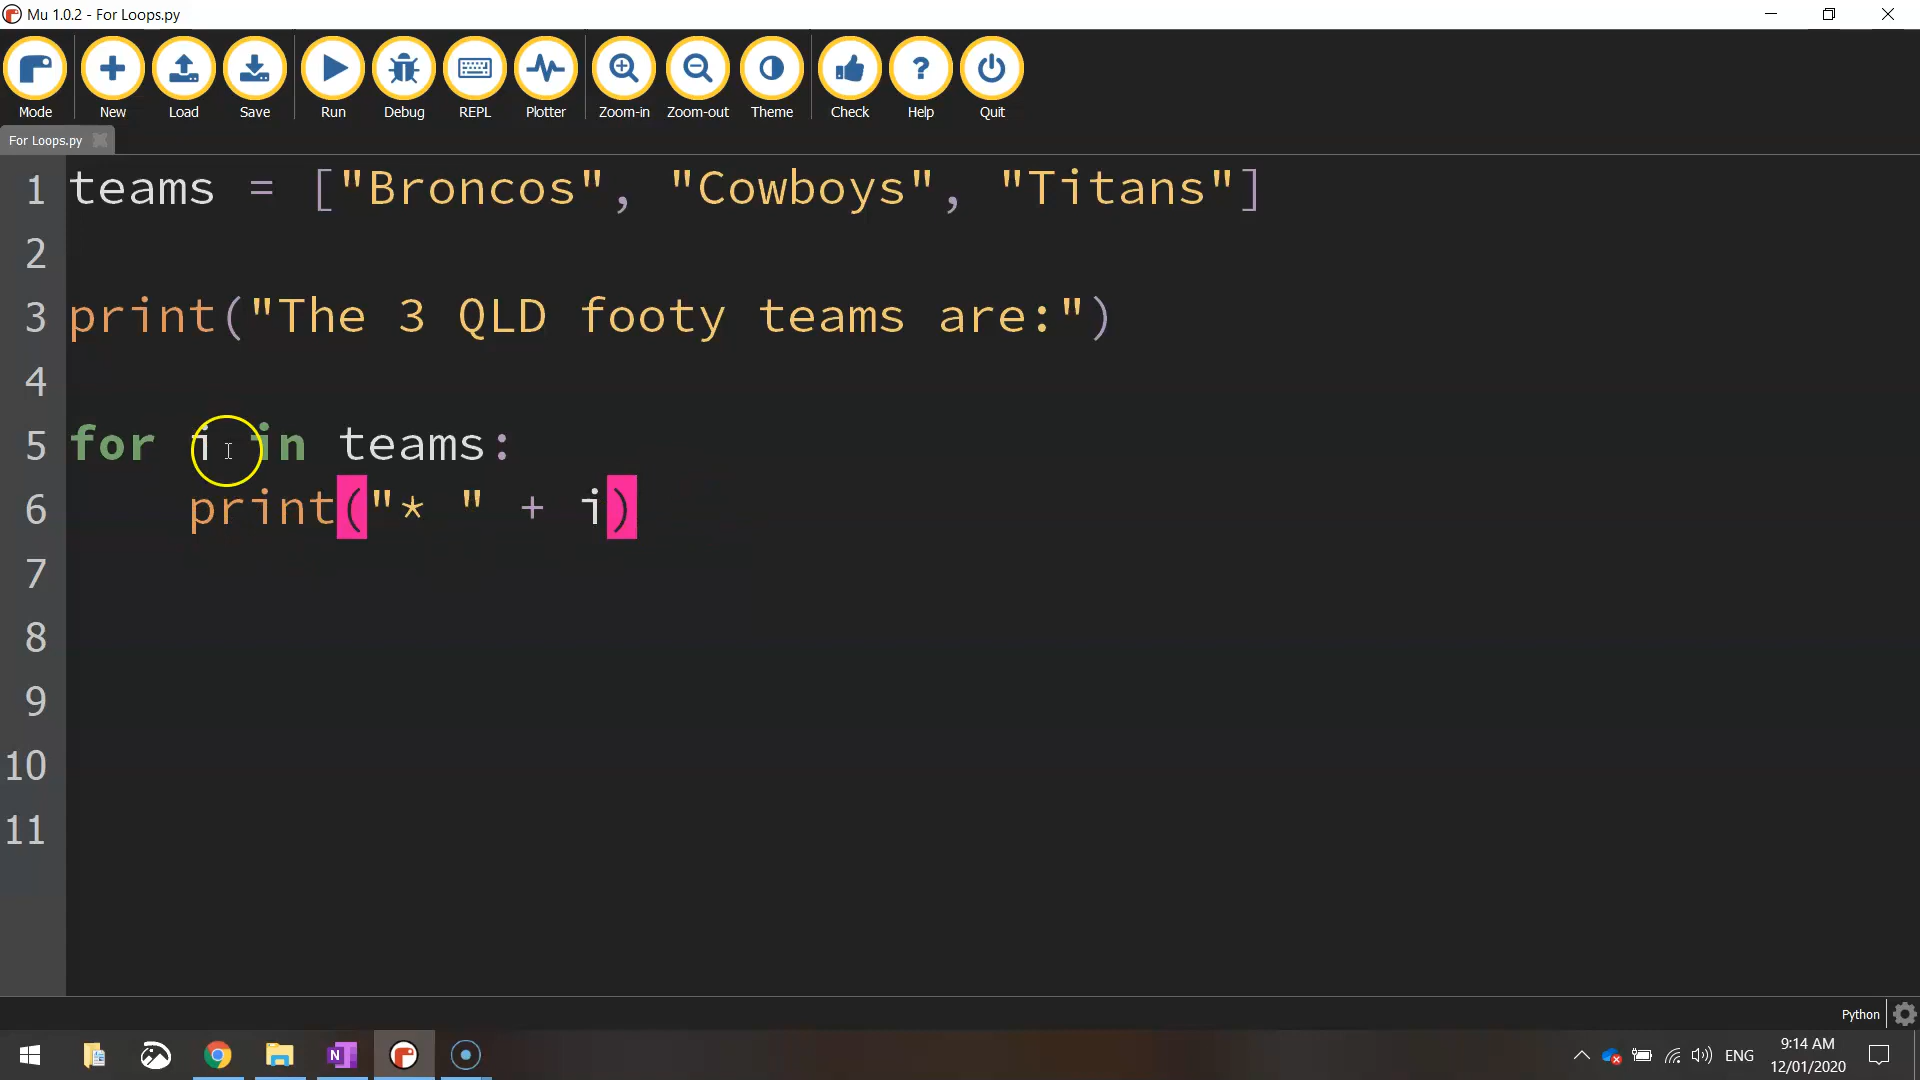 Mu 1.0.2 - For Loops.py
Mode New Load Save Run Debug REPL Plotter Zoom-in Zoom-out Theme Check Help Quit
For Loops.py
1 teams = ["Broncos", "Cowboys", "Titans"]
2
3 print("The 3 QLD footy teams are:")
4
5 for i in teams:
6     print("* " + i)
7
8
9
10
11
Python
ENG
9:14 AM
12/01/2020